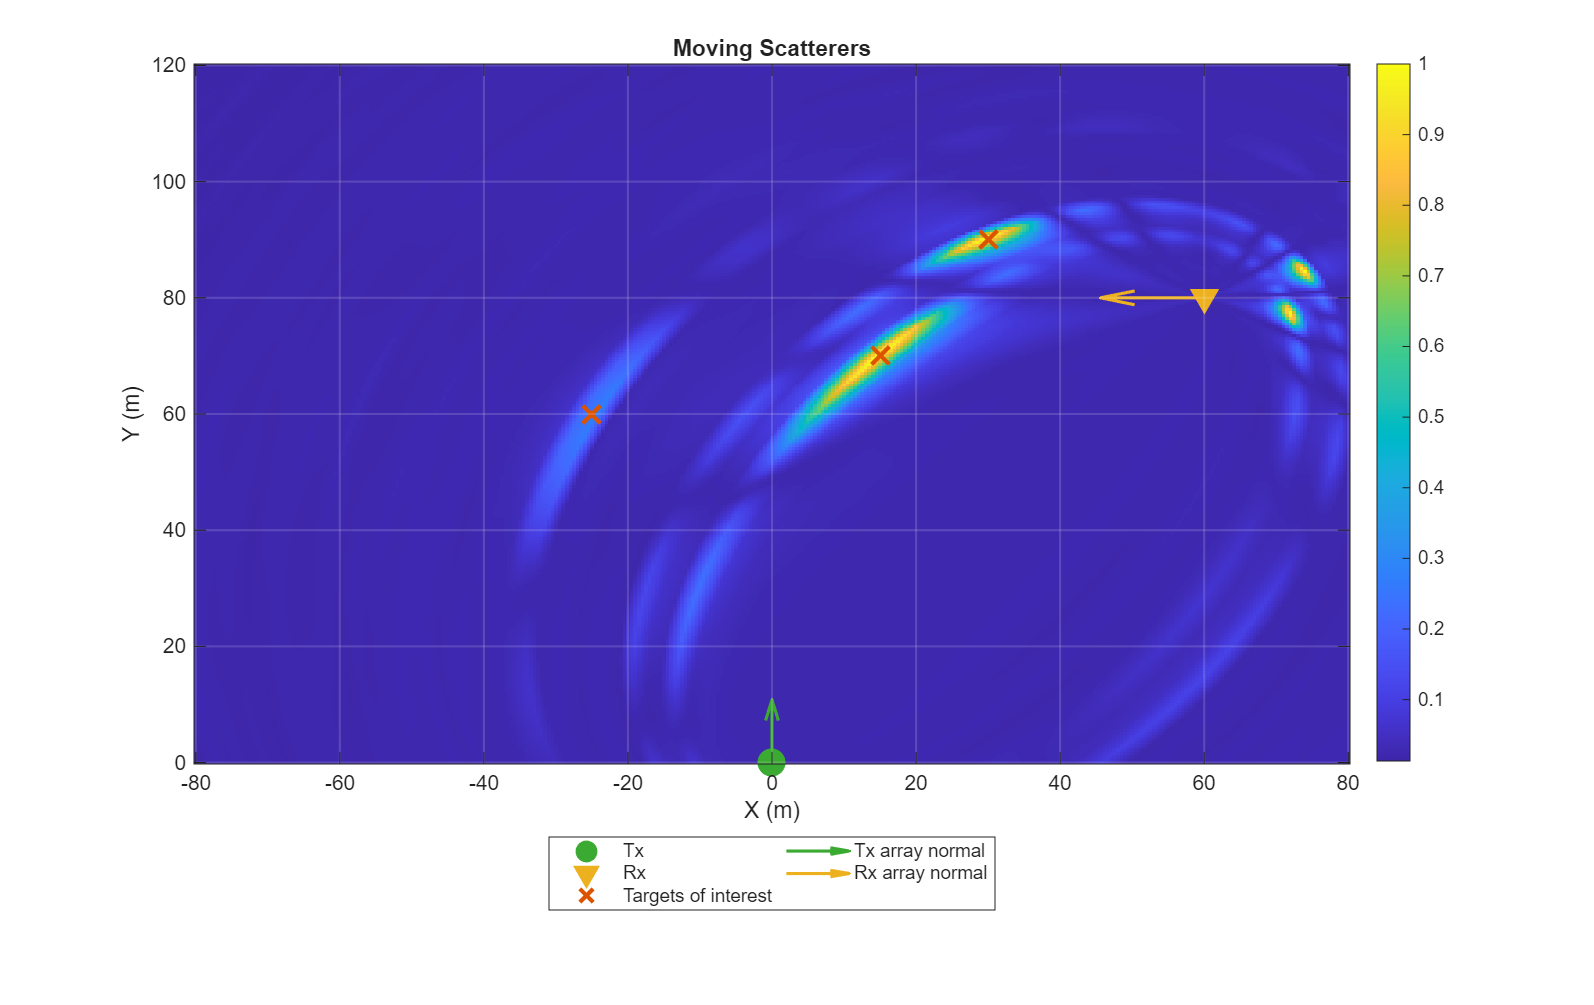 Moving Scatterers
120
100
80
60
40
20
0
Y (m)
-80 -60 -40 -20 0 20 40 60 80
X (m)
1
0.9
0.8
0.7
0.6
0.5
0.4
0.3
0.2
0.1
Tx Tx array normal
Rx Rx array normal
Targets of interest